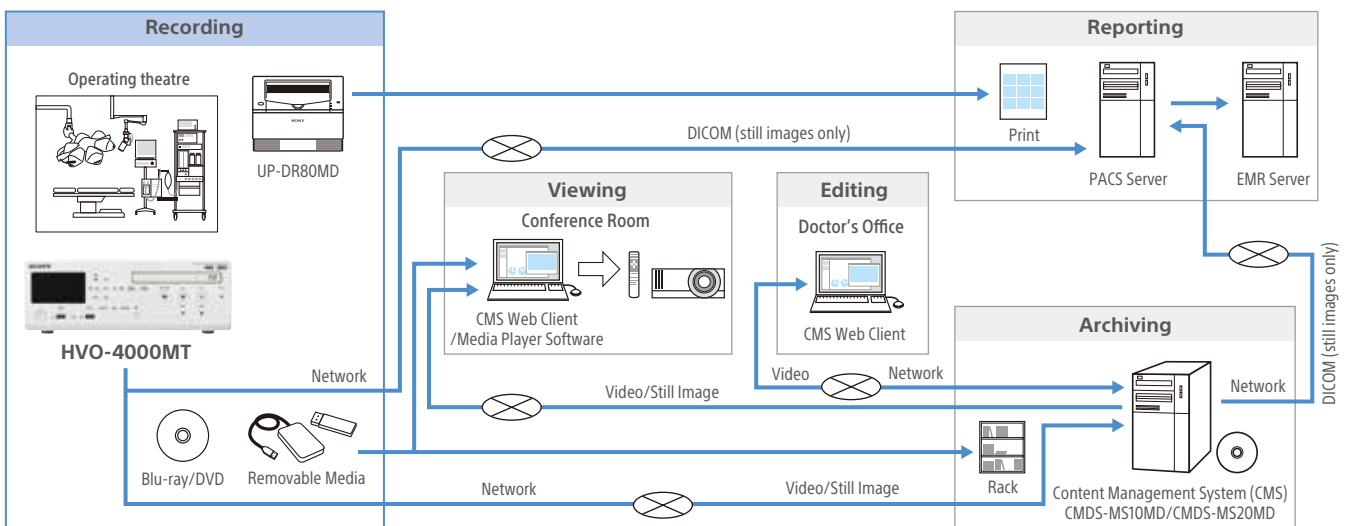 Recording
Operating theatre
SONY
UP-DR80MD
SONY
HVO-4000MT
Network
Blu-ray/DVD
Removable Media
Network
Video/Still Image
DICOM (still images only)
Viewing
Conference Room
CMS Web Client
/Media Player Software
Video/Still Image
Editing
Doctor's Office
CMS Web Client
Video
Network
Reporting
Print
PACS Server
EMR Server
DICOM (still images only)
Archiving
Network
Rack
Content Management System (CMS)
CMDS-MS10MD/CMDS-MS20MD